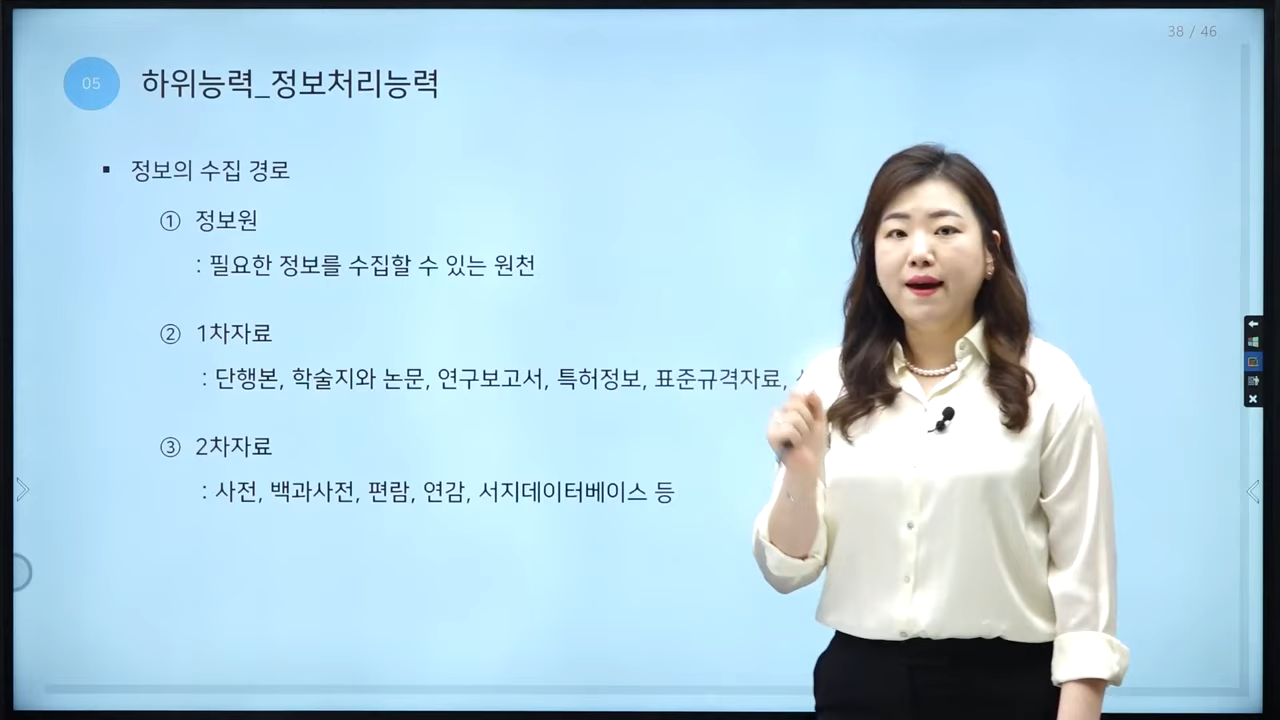 38 / 46
05 하위능력_정보처리능력
▪ 정보의 수집 경로
① 정보원
: 필요한 정보를 수집할 수 있는 원천
② 1차자료
: 단행본, 학술지와 논문, 연구보고서, 특허정보, 표준규격자료,
③ 2차자료
: 사전, 백과사전, 편람, 연감, 서지데이터베이스 등